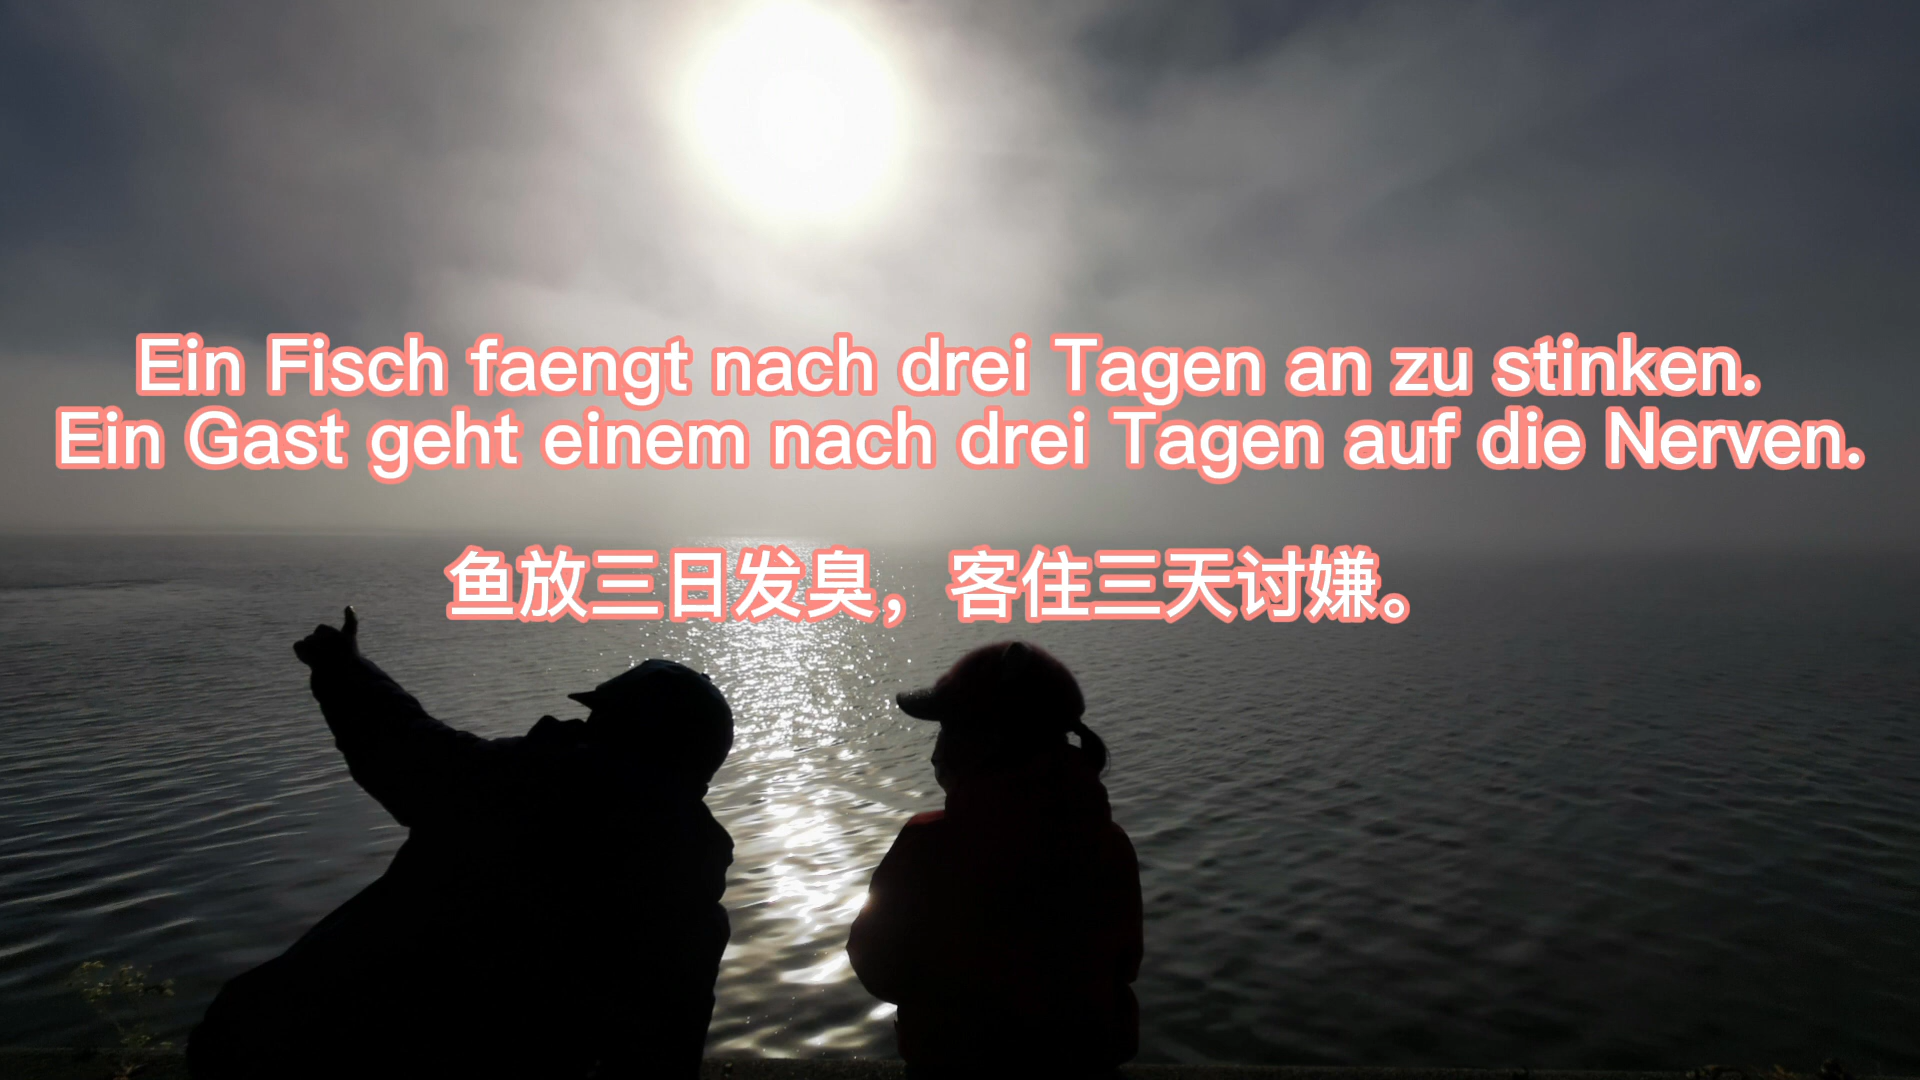 Ein Fisch faengt nach drei Tagen an zu stinken.
Ein Gast geht einem nach drei Tagen auf die Nerven.
鱼放三日发臭，客住三天讨嫌。